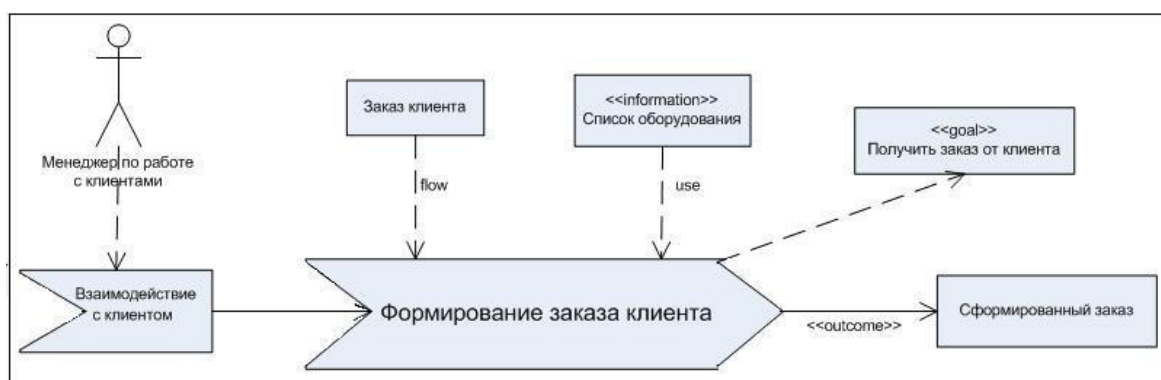 Менеджер по работе
с клиентами
Заказ клиента
<<information>>
Список оборудования
<<goal>>
Получить заказ от клиента
flow
use
Взаимодействие
с клиентом
Формирование заказа клиента
<<outcome>>
Сформированный заказ